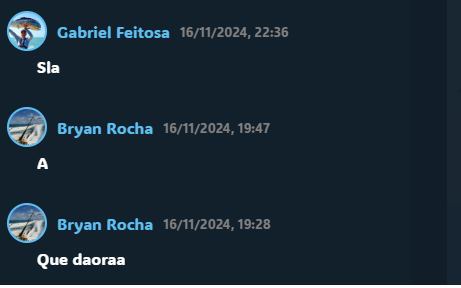 Gabriel Feitosa 16/11/2024, 22:36
Sla
Bryan Rocha 16/11/2024, 19:47
A
Bryan Rocha 16/11/2024, 19:28
Que daoraa